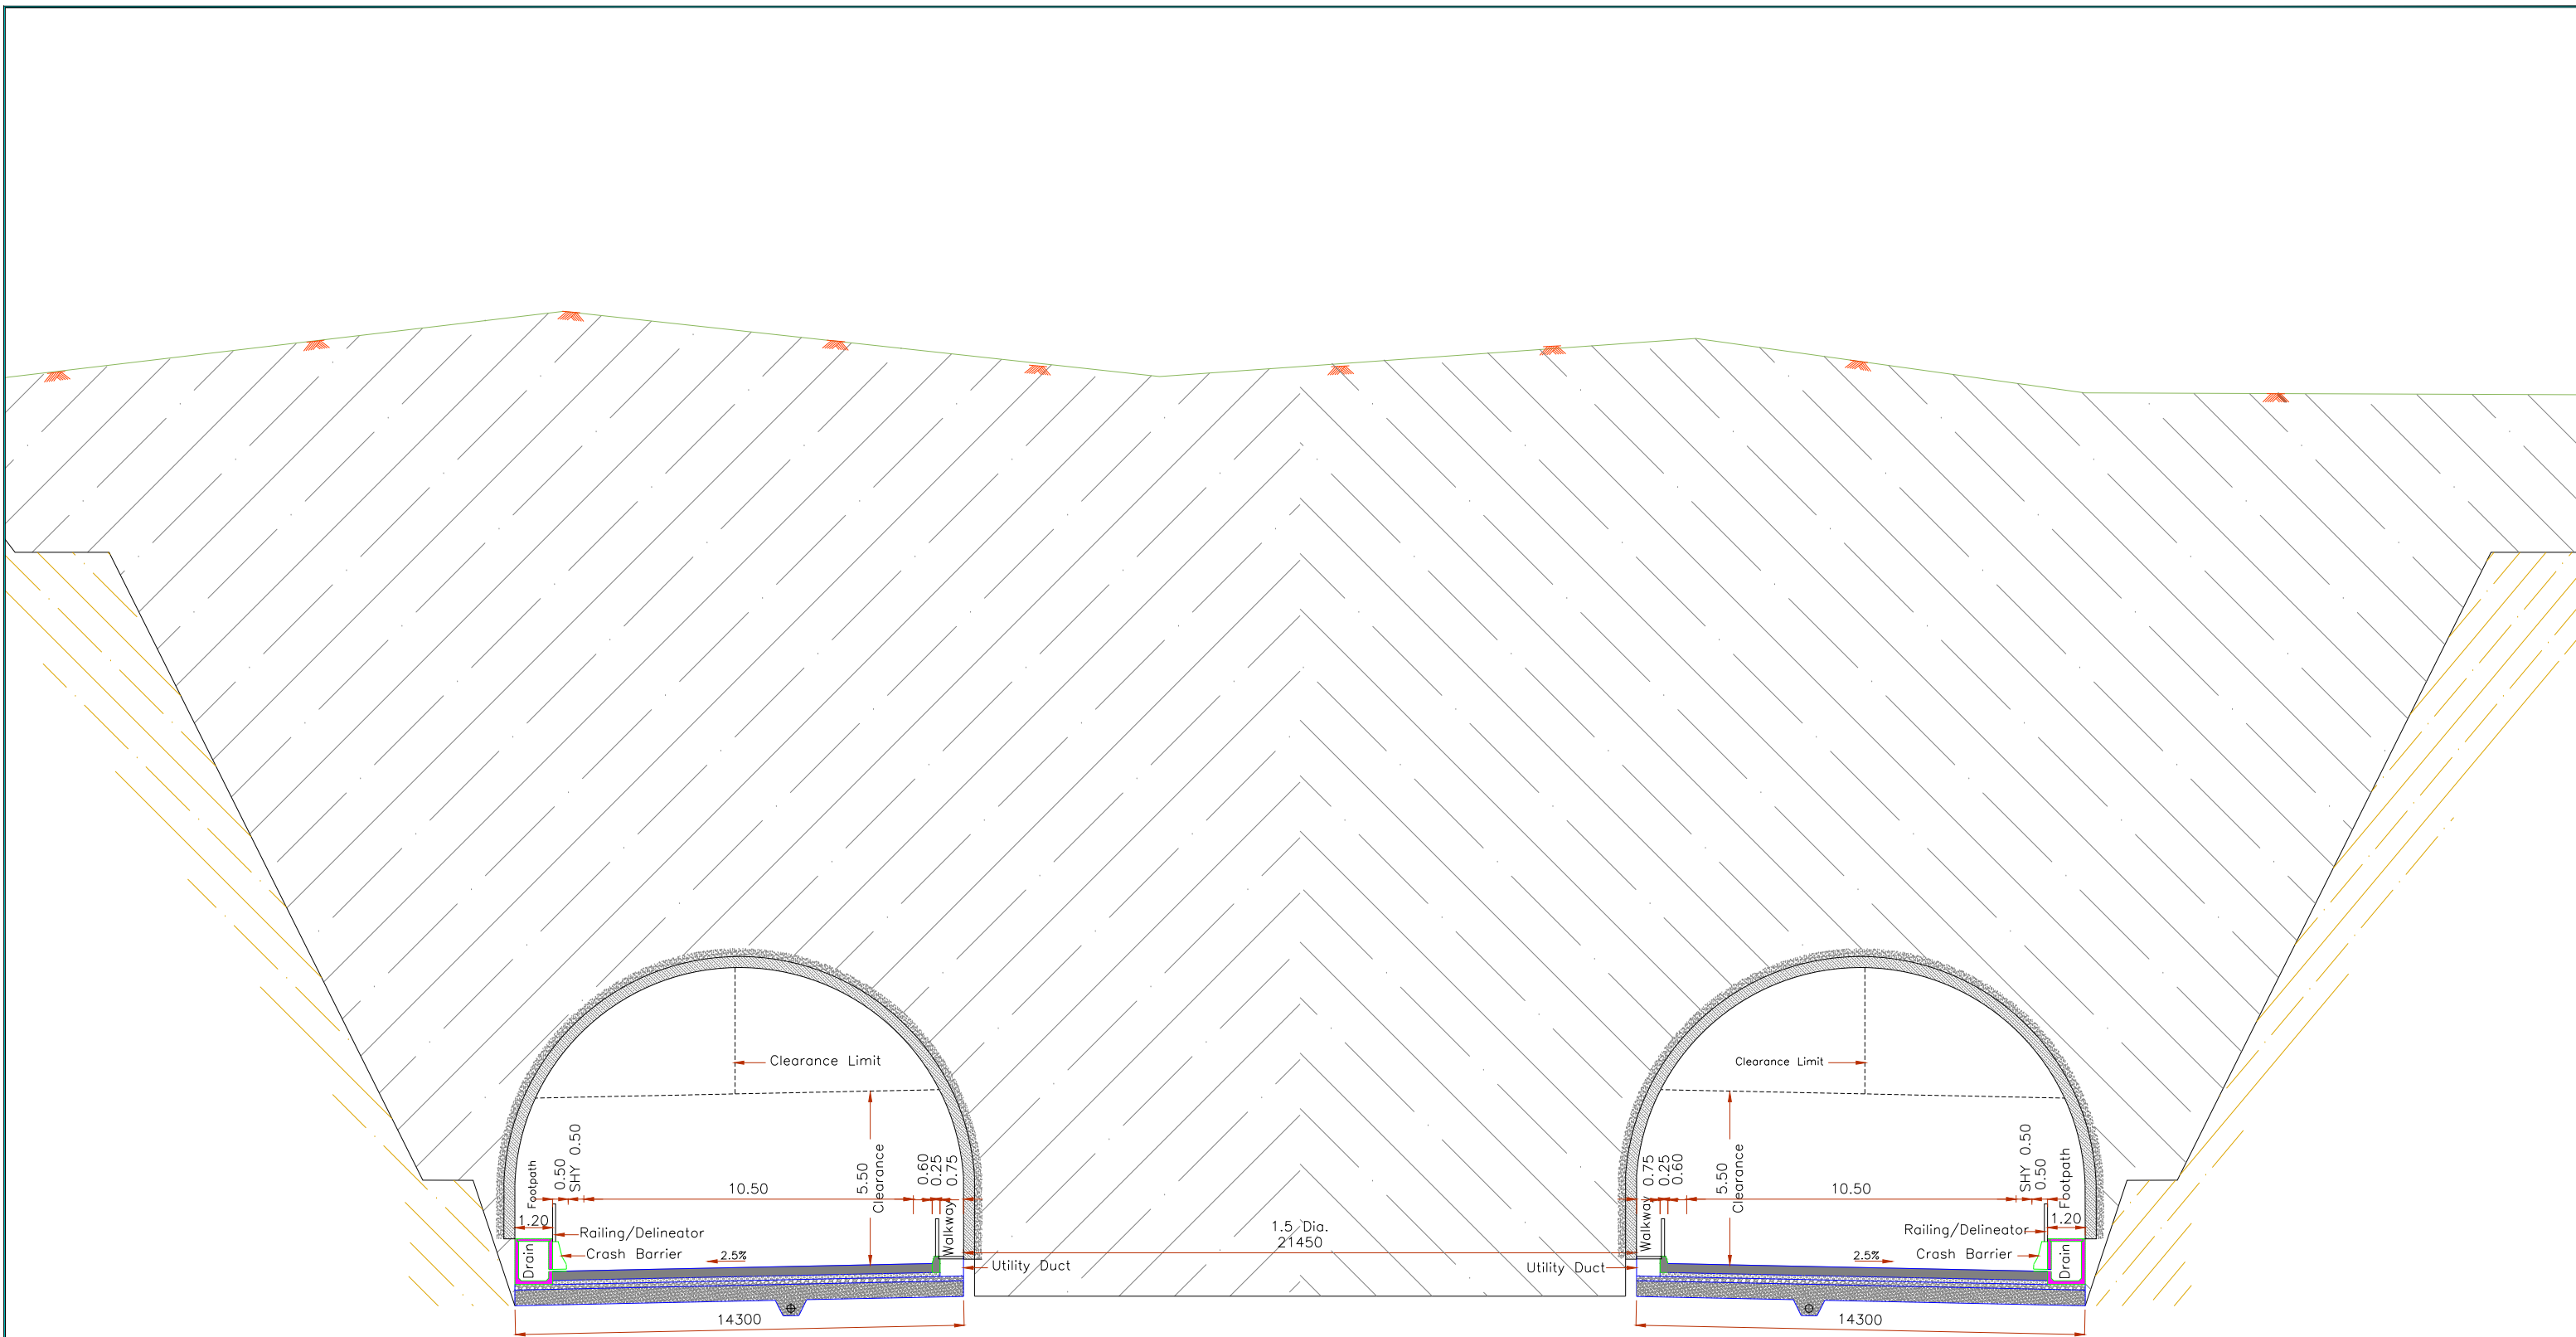 Clearance Limit
Clearance Limit
Footpath
0.50
SHY 0.50
10.50
5.50
Clearance
0.60
0.25
Walkway 0.75
1.20
Railing/Delineator
Drain
Crash Barrier
2.5%
Utility Duct
14300
1.5 Dia.
21450
Walkway 0.75
0.25
0.60
5.50
Clearance
10.50
SHY 0.50
0.50
Footpath
1.20
Railing/Delineator
Drain
Crash Barrier
2.5%
Utility Duct
14300